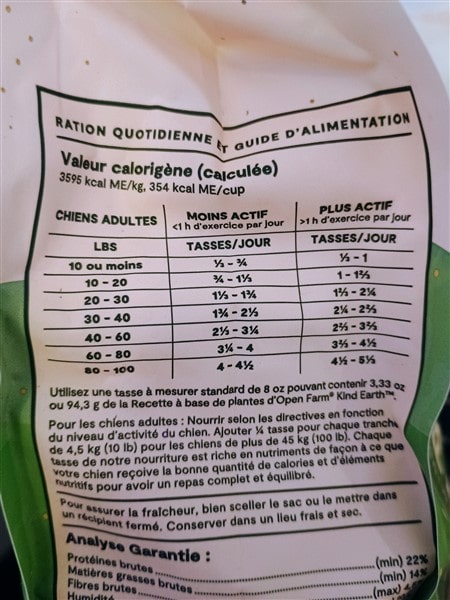 RATION QUOTIDIENNE ET GUIDE D'ALIMENTATION
Valeur calorigène (calculée)
3595 kcal ME/kg, 354 kcal ME/cup
CHIENS ADULTES MOINS ACTIF PLUS ACTIF
<1 h d'exercice par jour >1 h d'exercice par jour
LBS TASSES/JOUR TASSES/JOUR
10 ou moins ⅓ - ¾ ⅓ - 1
10 - 20 ¾ - 1⅓ 1 - 1⅔
20 - 30 1⅓ - 1¾ 1⅔ - 2¼
30 - 40 1¾ - 2½ 2¼ - 2⅔
40 - 60 2½ - 3¼ 2⅔ - 3⅔
60 - 80 3¼ - 4 3⅔ - 4½
80 - 100 4 - 4½ 4½ - 5⅓
Utilisez une tasse à mesurer standard de 8 oz pouvant contenir 3,33 oz
ou 94,3 g de la Recette à base de plantes d'Open Farm® Kind Earth™.
Pour les chiens adultes : Nourrir selon les directives en fonction
du niveau d'activité du chien. Ajouter ¼ tasse pour chaque tranche
de 4,5 kg (10 lb) pour les chiens de plus de 45 kg (100 lb). Chaque
tasse de notre nourriture est riche en nutriments de façon à ce que
votre chien reçoive la bonne quantité de calories et d'éléments
nutritifs pour avoir un repas complet et équilibré.
Pour assurer la fraîcheur, bien sceller le sac ou le mettre dans
un récipient fermé. Conserver dans un lieu frais et sec.
Analyse Garantie :
Protéines brutes (min) 22%
Matières grasses brutes (min) 14%
Fibres brutes (max)
Humidité